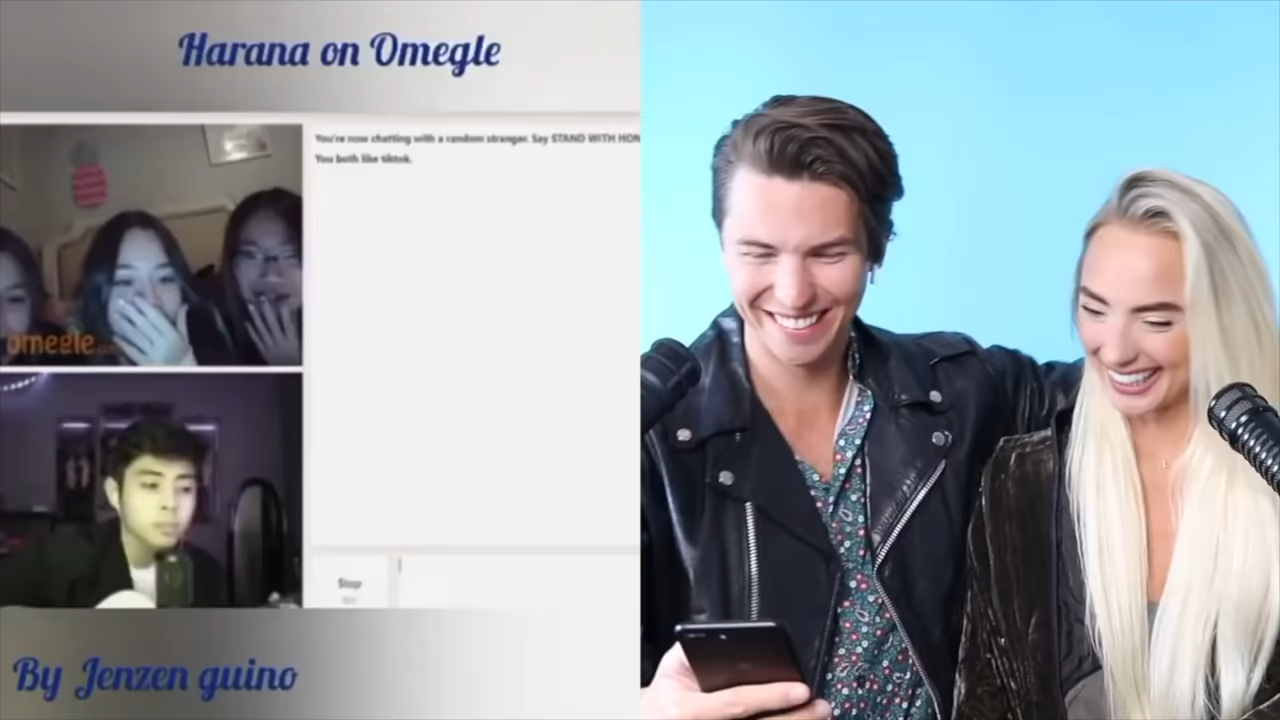 Harana on Omegle
You're now chatting with a random stranger. Say STAND WITH HON
You both like tiktok.
omegle
Stop
By Jenzen guino